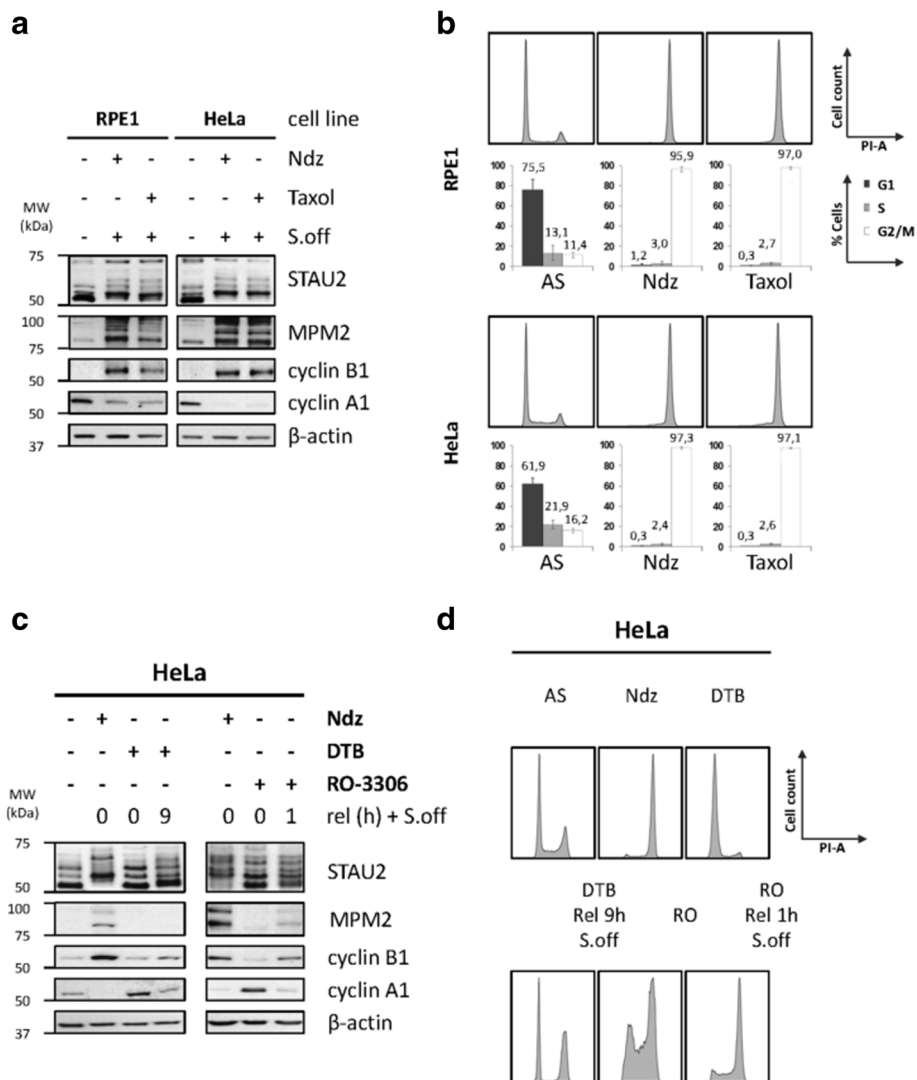 a
RPE1 HeLa cell line
- + - - + - Ndz
- - + - - + Taxol
- + + - + + S.off
MW
(kDa)
75
50
STAU2
100
75
MPM2
50
cyclin B1
50
cyclin A1
37
β-actin
b
RPE1
Cell count
PI-A
100
80
60
40
20
0
75,5
13,1
11,4
AS
100
80
60
40
20
0
1,2
3,0
95,9
Ndz
100
80
60
40
20
0
0,3
2,7
97,0
Taxol
% Cells
G1
S
G2/M
HeLa
100
80
60
40
20
0
61,9
21,9
16,2
AS
100
80
60
40
20
0
0,3
2,4
97,3
Ndz
100
80
60
40
20
0
0,3
2,6
97,1
Taxol
c
HeLa
- + - - + - - Ndz
- - + + - - - DTB
- - - - - + + RO-3306
0 0 9 0 0 1 rel (h) + S.off
MW
(kDa)
75
50
STAU2
100
75
MPM2
50
cyclin B1
50
cyclin A1
37
β-actin
d
HeLa
AS Ndz DTB
Cell count
PI-A
DTB
Rel 9h
S.off
RO
RO
Rel 1h
S.off